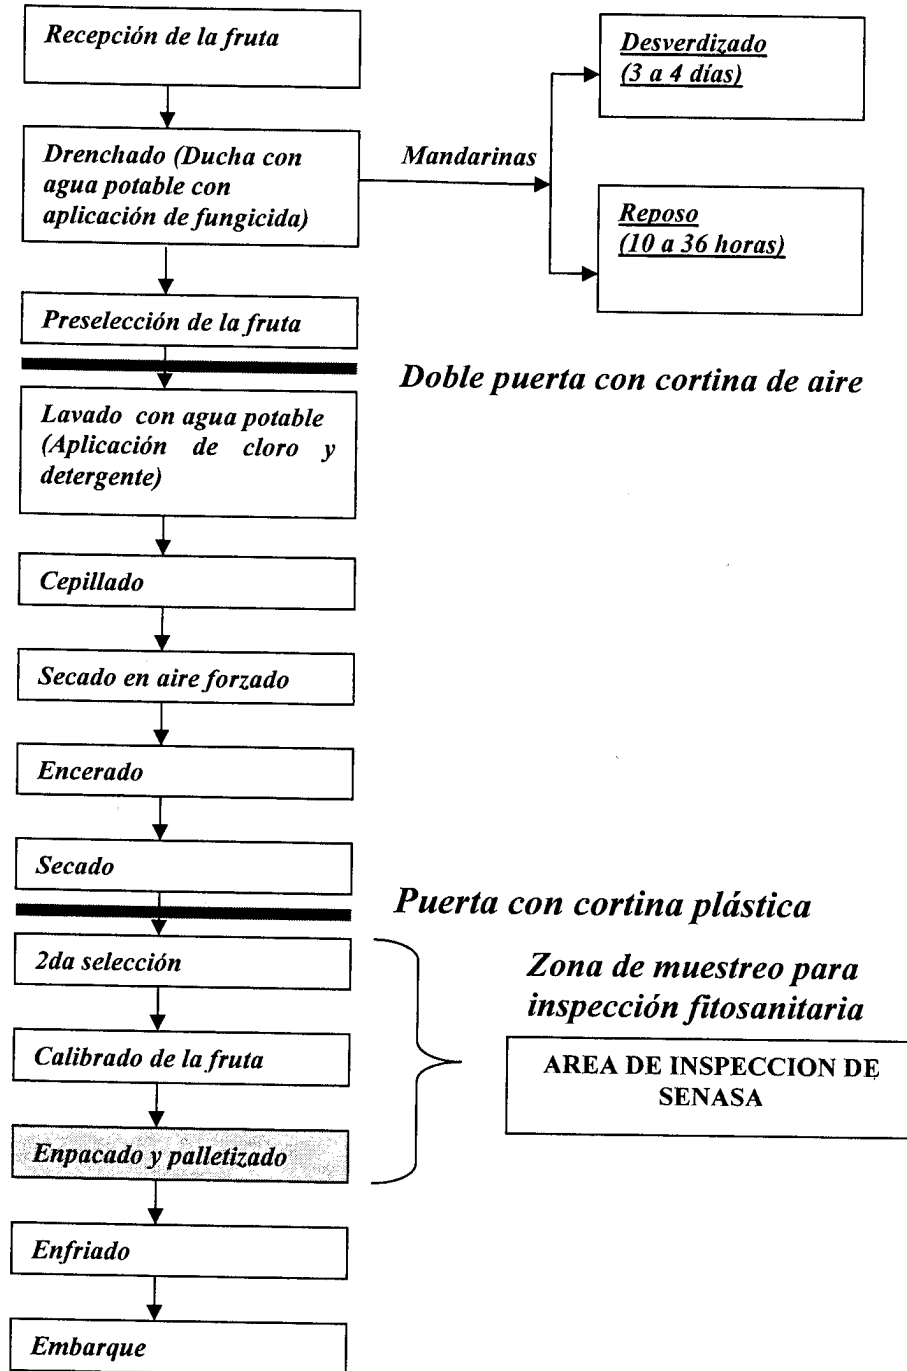 Recepción de la fruta
Desverdizado
(3 a 4 días)
Drenchado (Ducha con
agua potable con
aplicación de fungicida)
Mandarinas
Reposo
(10 a 36 horas)
Preselección de la fruta
Doble puerta con cortina de aire
Lavado con agua potable
(Aplicación de cloro y
detergente)
Cepillado
Secado en aire forzado
Encerado
Secado
Puerta con cortina plástica
2da selección
Zona de muestreo para
inspección fitosanitaria
Calibrado de la fruta
AREA DE INSPECCION DE
SENASA
Enpacado y palletizado
Enfriado
Embarque